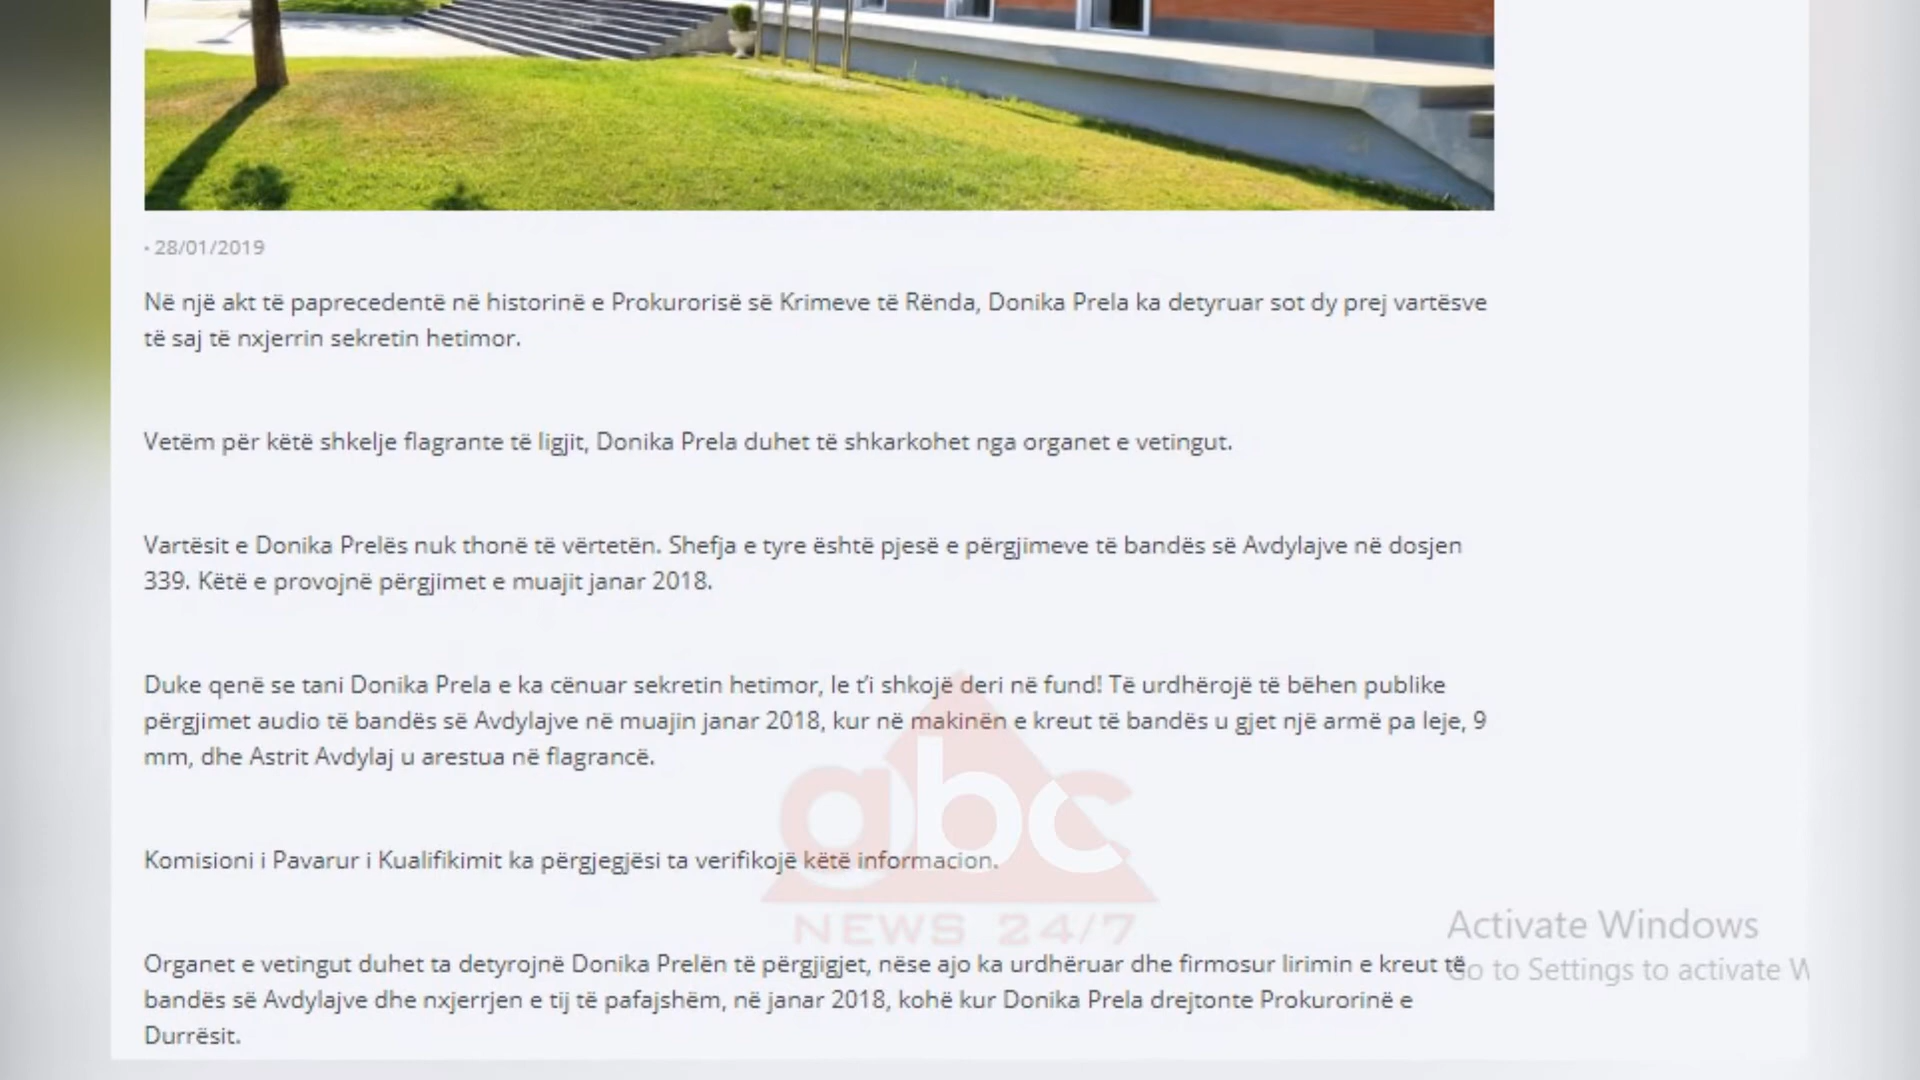 • 28/01/2019
Në një akt të paprecedentë në historinë e Prokurorisë së Krimeve të Rënda, Donika Prela ka detyruar sot dy prej vartësve
të saj të nxjerrin sekretin hetimor.
Vetëm për këtë shkelje flagrante të ligjit, Donika Prela duhet të shkarkohet nga organet e vetingut.
Vartësit e Donika Prelës nuk thonë të vërtetën. Shefja e tyre është pjesë e përgjimeve të bandës së Avdylajve në dosjen
339. Këtë e provojnë përgjimet e muajit janar 2018.
Duke qenë se tani Donika Prela e ka cënuar sekretin hetimor, le t’i shkojë deri në fund! Të urdhërojë të bëhen publike
përgjimet audio të bandës së Avdylajve në muajin janar 2018, kur në makinën e kreut të bandës u gjet një armë pa leje, 9
mm, dhe Astrit Avdylaj u arestua në flagrancë.
abc
Komisioni i Pavarur i Kualifikimit ka përgjegjësi ta verifikojë këtë informacion.
NEWS 24/7
Activate Windows
Go to Settings to activate W
Organet e vetingut duhet ta detyrojnë Donika Prelën të përgjigjet, nëse ajo ka urdhëruar dhe firmosur lirimin e kreut të
bandës së Avdylajve dhe nxjerrjen e tij të pafajshëm, në janar 2018, kohë kur Donika Prela drejtonte Prokurorinë e
Durrësit.